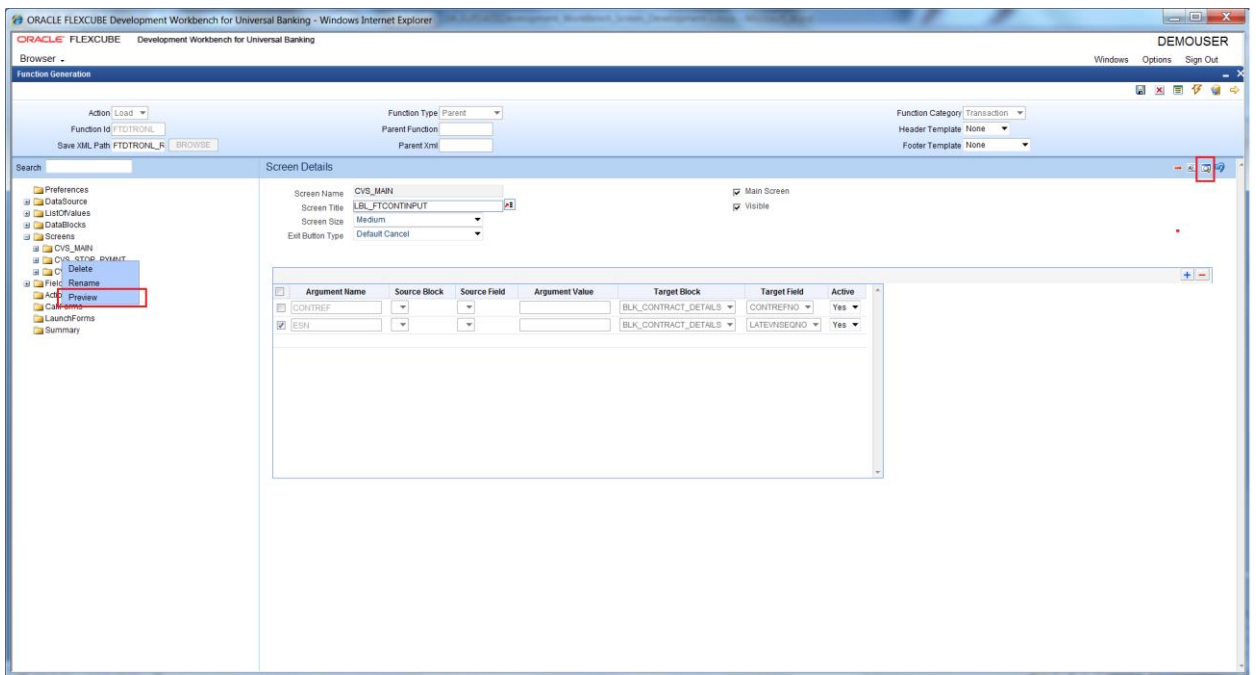 ORACLE FLEXCUBE Development Workbench for Universal Banking - Windows Internet Explorer
ORACLE FLEXCUBE Development Workbench for Universal Banking
DEMOUSER
Browser
Windows Options Sign Out
Function Generation
Action Load
Function Type Parent
Function Category Transaction
Function Id FTDTRONL
Parent Function
Header Template None
Save XML Path FTDTRONL_R BROWSE
Parent Xml
Footer Template None
Search
Screen Details
Preferences
DataSource
ListOfValues
DataBlocks
Screens
CVS_MAIN
CVS_STOP_PYMNT
Delete
Rename
Preview
CallForms
LaunchForms
Summary
Screen Name CVS_MAIN
Main Screen
Screen Title LBL_FTCONTINPUT
Visible
Screen Size Medium
Exit Button Type Default Cancel
Argument Name Source Block Source Field Argument Value Target Block Target Field Active
CONTREF BLK_CONTRACT_DETAILS CONTREFNO Yes
ESN BLK_CONTRACT_DETAILS LATEVNSEQNO Yes